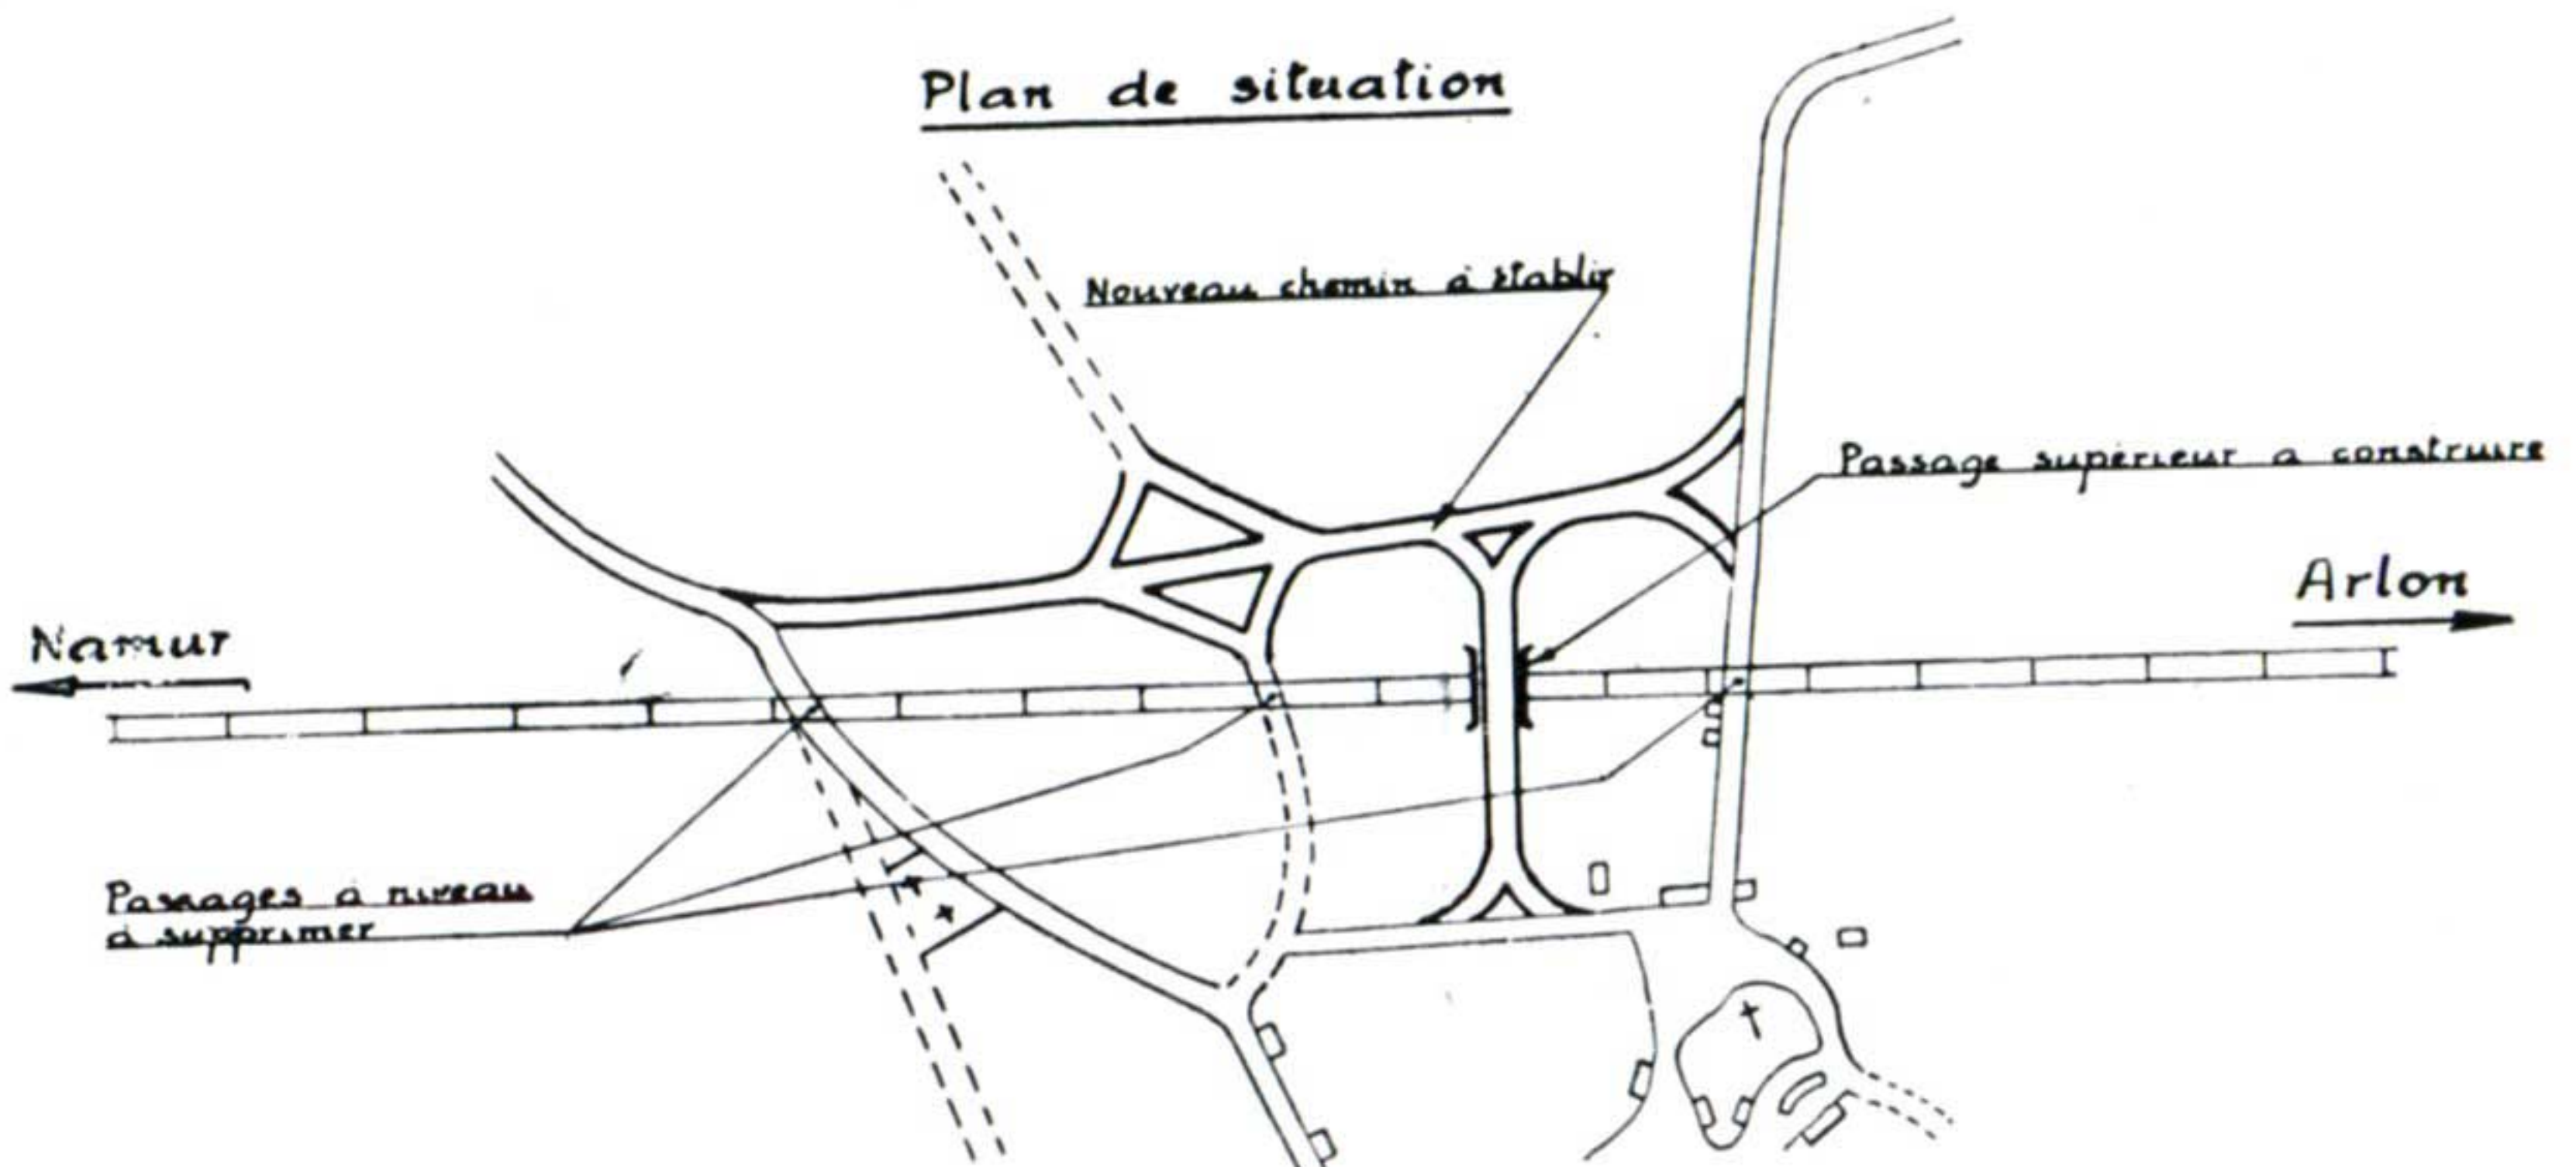 Plan de situation
Nouveau chemin à établir
Passage supérieur a construire
Arlon
Namur
Passages à niveau
à supprimer